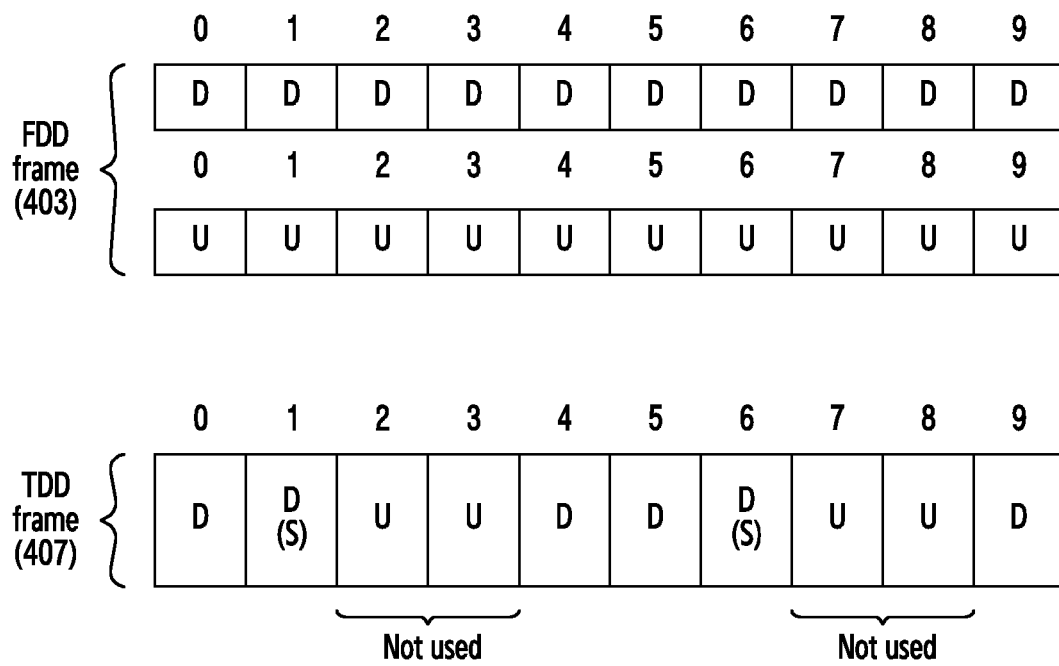 0 1 2 3 4 5 6 7 8 9
D D D D D D D D D D
FDD
frame
(403)
0 1 2 3 4 5 6 7 8 9
U U U U U U U U U U
0 1 2 3 4 5 6 7 8 9
TDD
frame
(407)
D D (S) U U D D D (S) U U D
Not used Not used